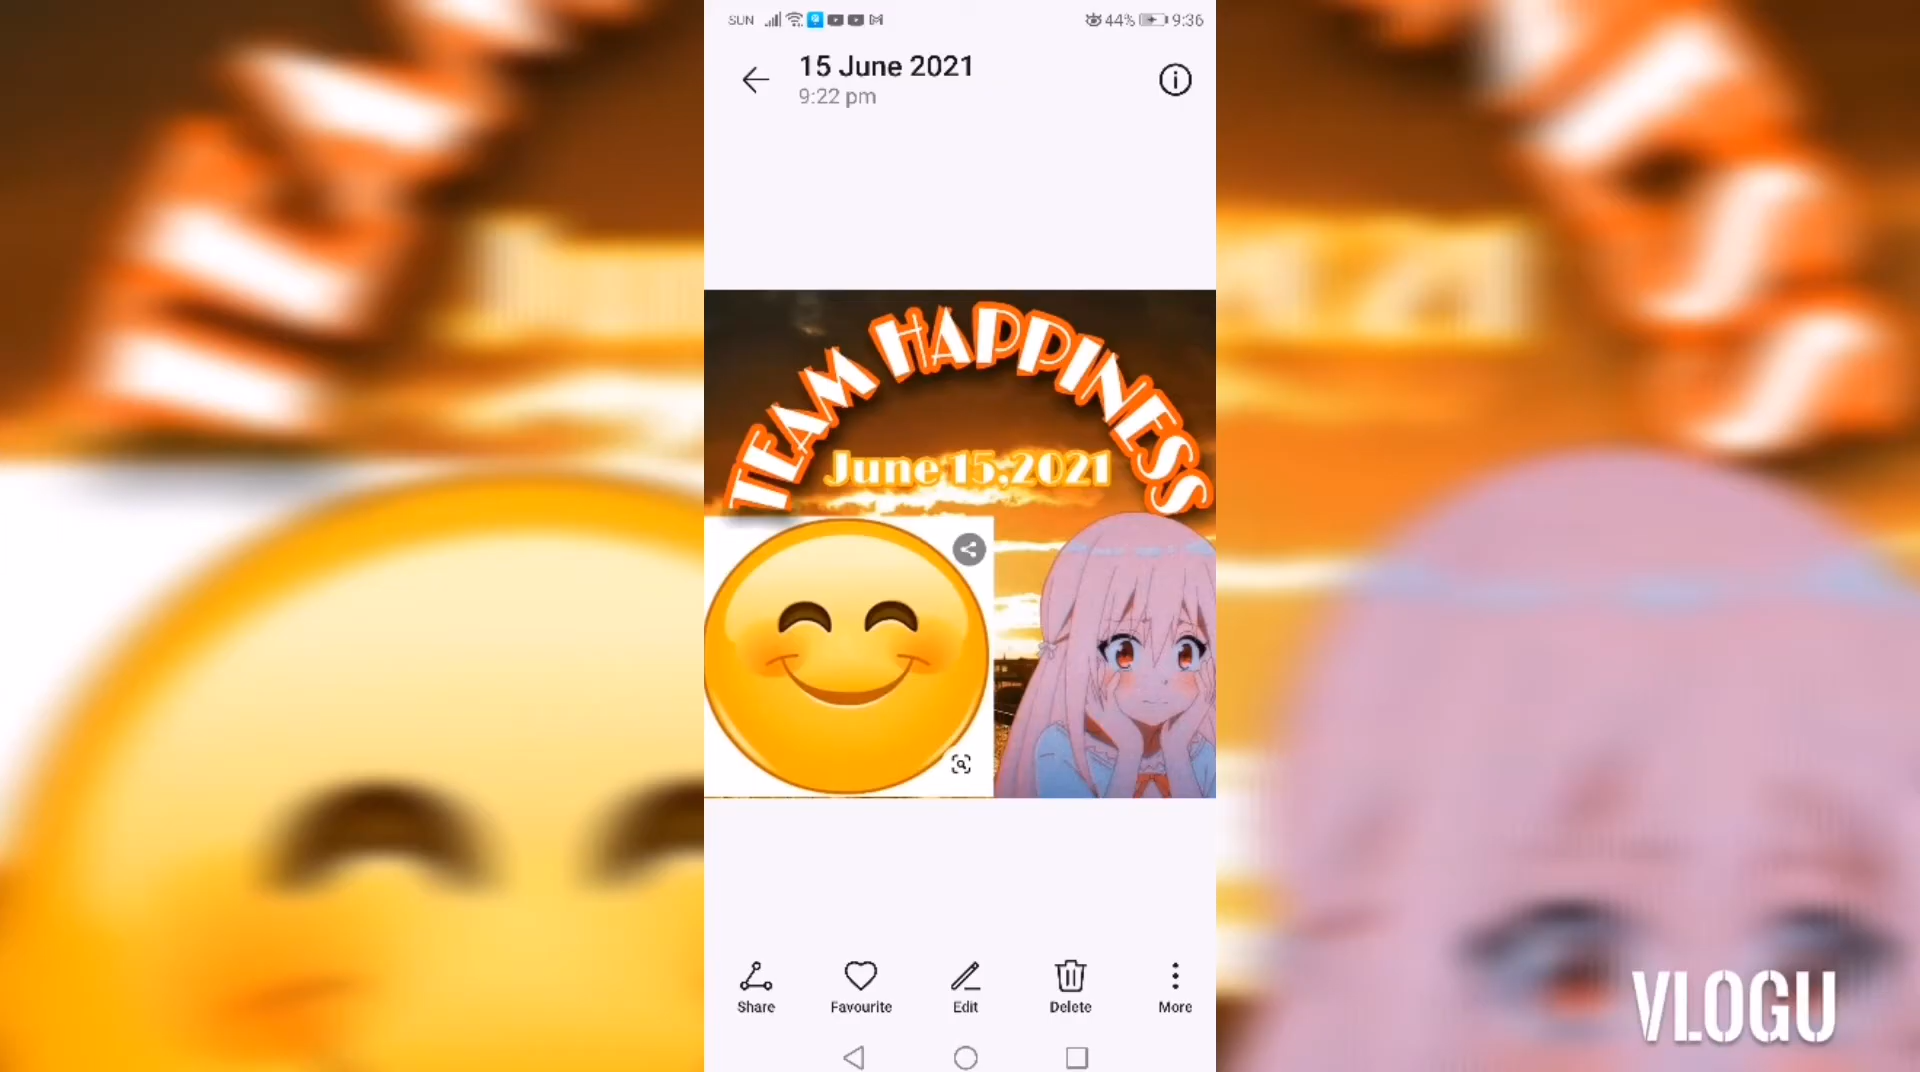 SUN 44% 9:36
15 June 2021
9:22 pm
TEAM HAPPINESS
June 15,2021
Share Favourite Edit Delete More
VLOGU